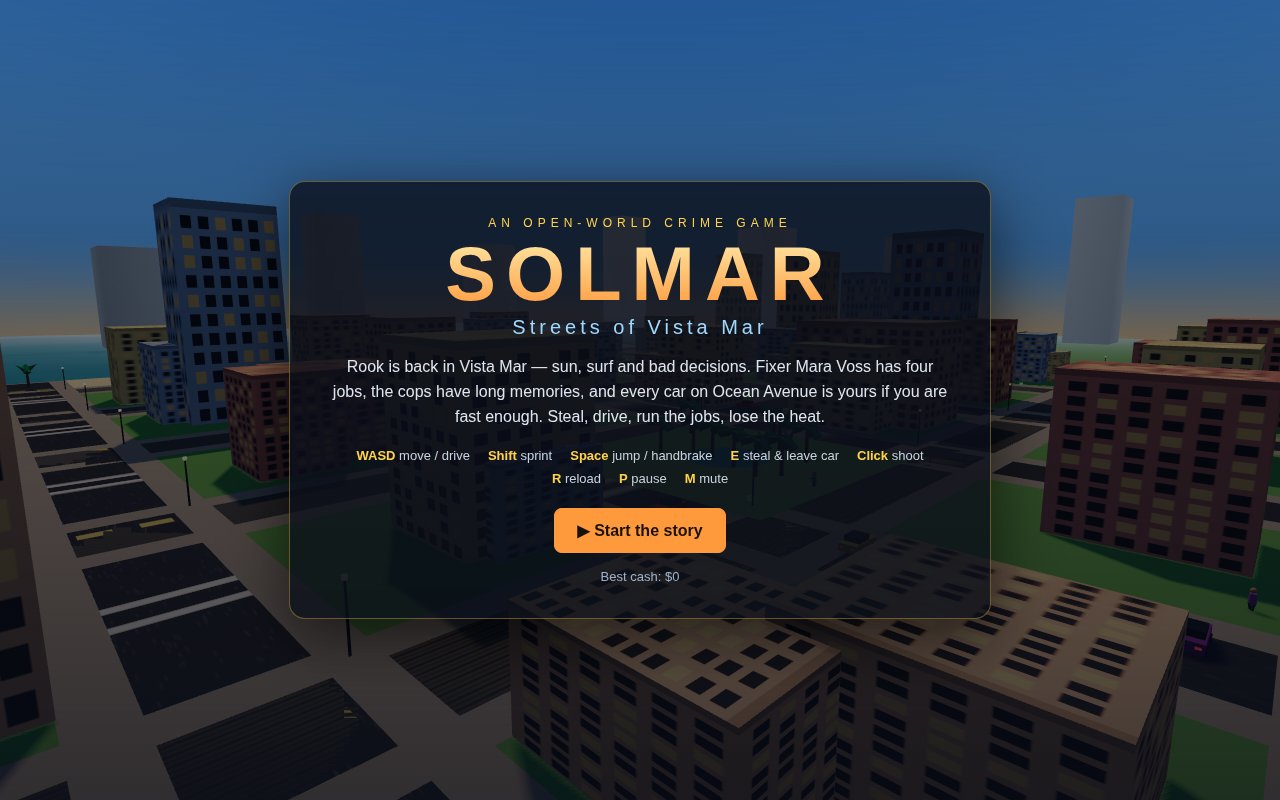 AN OPEN-WORLD CRIME GAME
SOLMAR
Streets of Vista Mar
Rook is back in Vista Mar — sun, surf and bad decisions. Fixer Mara Voss has four
jobs, the cops have long memories, and every car on Ocean Avenue is yours if you are
fast enough. Steal, drive, run the jobs, lose the heat.
WASD move / drive Shift sprint Space jump / handbrake E steal & leave car Click shoot
R reload P pause M mute
▶ Start the story
Best cash: $0